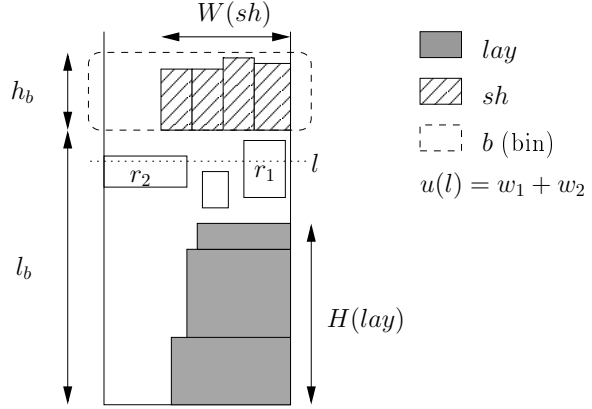 W(sh)
lay
h_b
sh
b (bin)
l
r_1
r_2
u(l) = w_1 + w_2
l_b
H(lay)